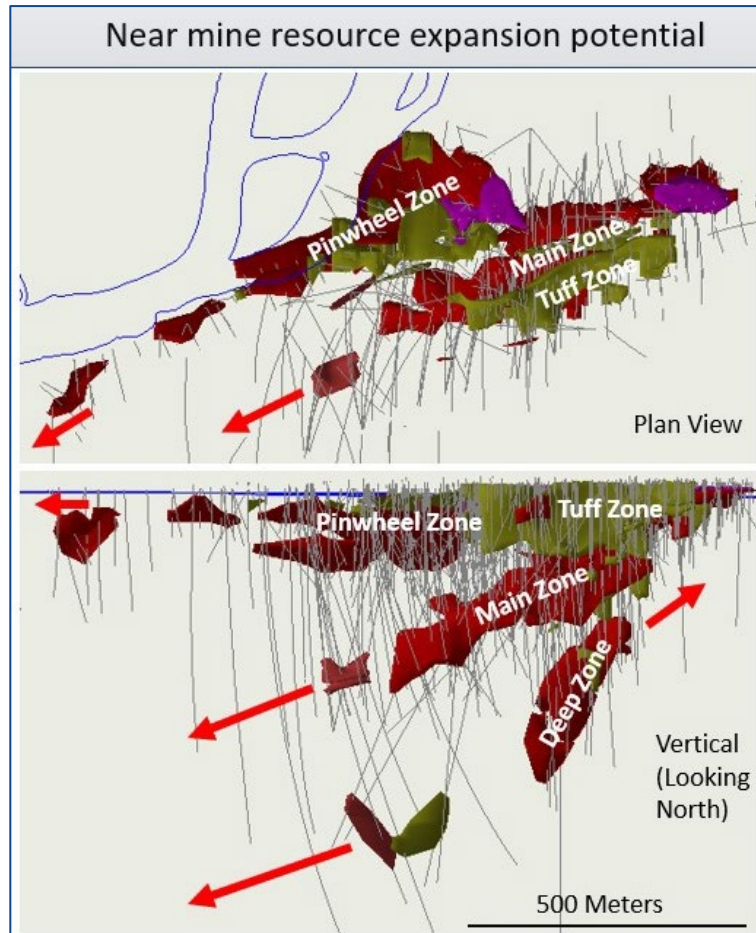 Near mine resource expansion potential
Pinwheel Zone
Main Zone
Tuff Zone
Plan View
Pinwheel Zone
Tuff Zone
Main Zone
Deep Zone
Vertical
(Looking
North)
500 Meters